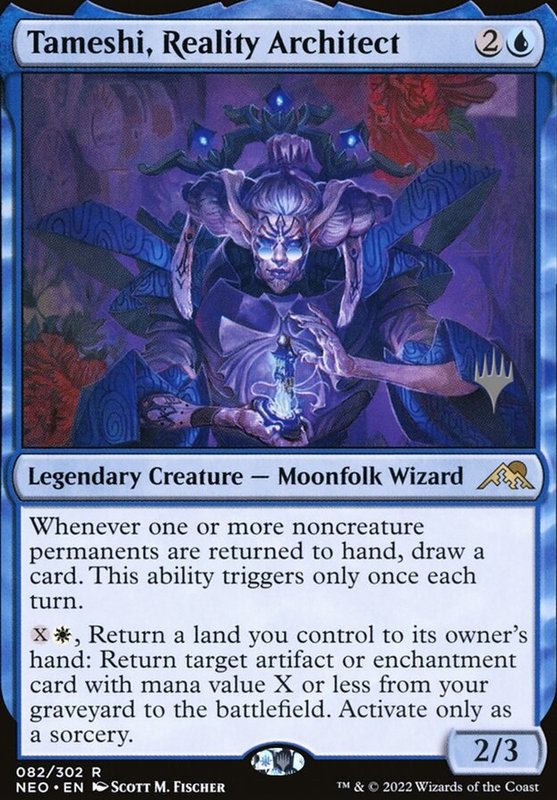 Tameshi, Reality Architect 2
Legendary Creature — Moonfolk Wizard
Whenever one or more noncreature
permanents are returned to hand, draw a
card. This ability triggers only once each
turn.
X, Return a land you control to its owner's
hand: Return target artifact or enchantment
card with mana value X or less from your
graveyard to the battlefield. Activate only as
a sorcery.
2/3
082/302 R
NEO • EN Scott M. Fischer
™ & © 2022 Wizards of the Coast